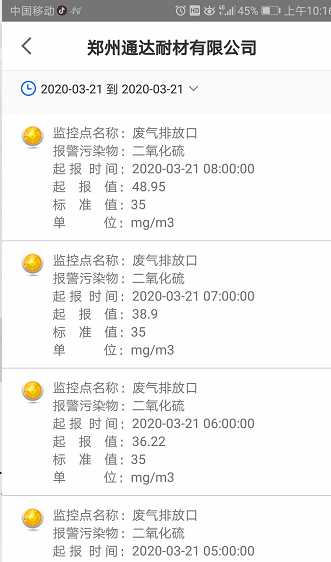 中国移动 HD 4G 45% 上午10:16
郑州通达耐材有限公司
2020-03-21 到 2020-03-21
监控点名称：废气排放口
报警污染物：二氧化硫
起 报 时 间：2020-03-21 08:00:00
起 报 值：48.95
标 准 值：35
单 位：mg/m3
监控点名称：废气排放口
报警污染物：二氧化硫
起 报 时 间：2020-03-21 07:00:00
起 报 值：38.9
标 准 值：35
单 位：mg/m3
监控点名称：废气排放口
报警污染物：二氧化硫
起 报 时 间：2020-03-21 06:00:00
起 报 值：36.22
标 准 值：35
单 位：mg/m3
监控点名称：废气排放口
报警污染物：二氧化硫
起 报 时 间：2020-03-21 05:00:00